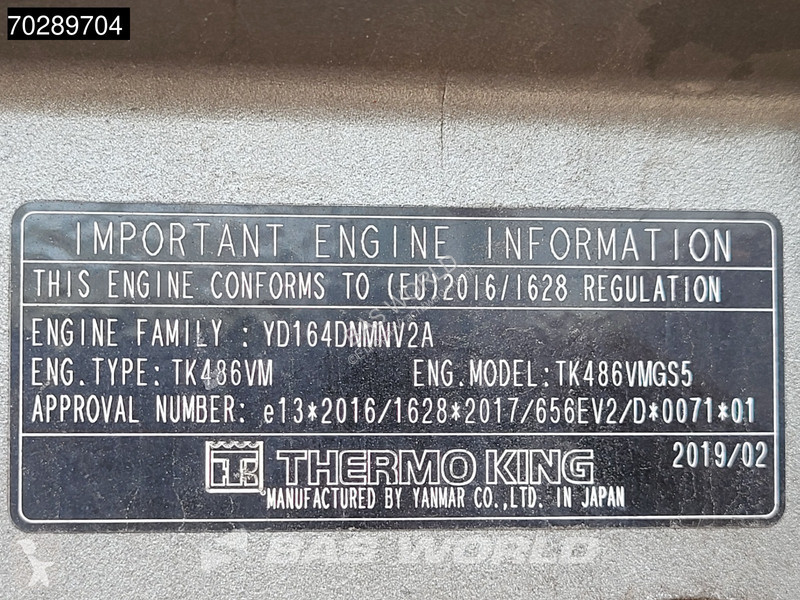 70289704
IMPORTANT ENGINE INFORMATION
THIS ENGINE CONFORMS TO (EU)2016/1628 REGULATION
ENGINE FAMILY : YD164DNMNV2A
ENG.TYPE: TK486VM ENG.MODEL:TK486VMGS5
APPROVAL NUMBER: e13*2016/1628*2017/656EV2/D*0071*01
TK THERMO KING 2019/02
MANUFACTURED BY YANMAR CO.,LTD. IN JAPAN
BAS WORLD